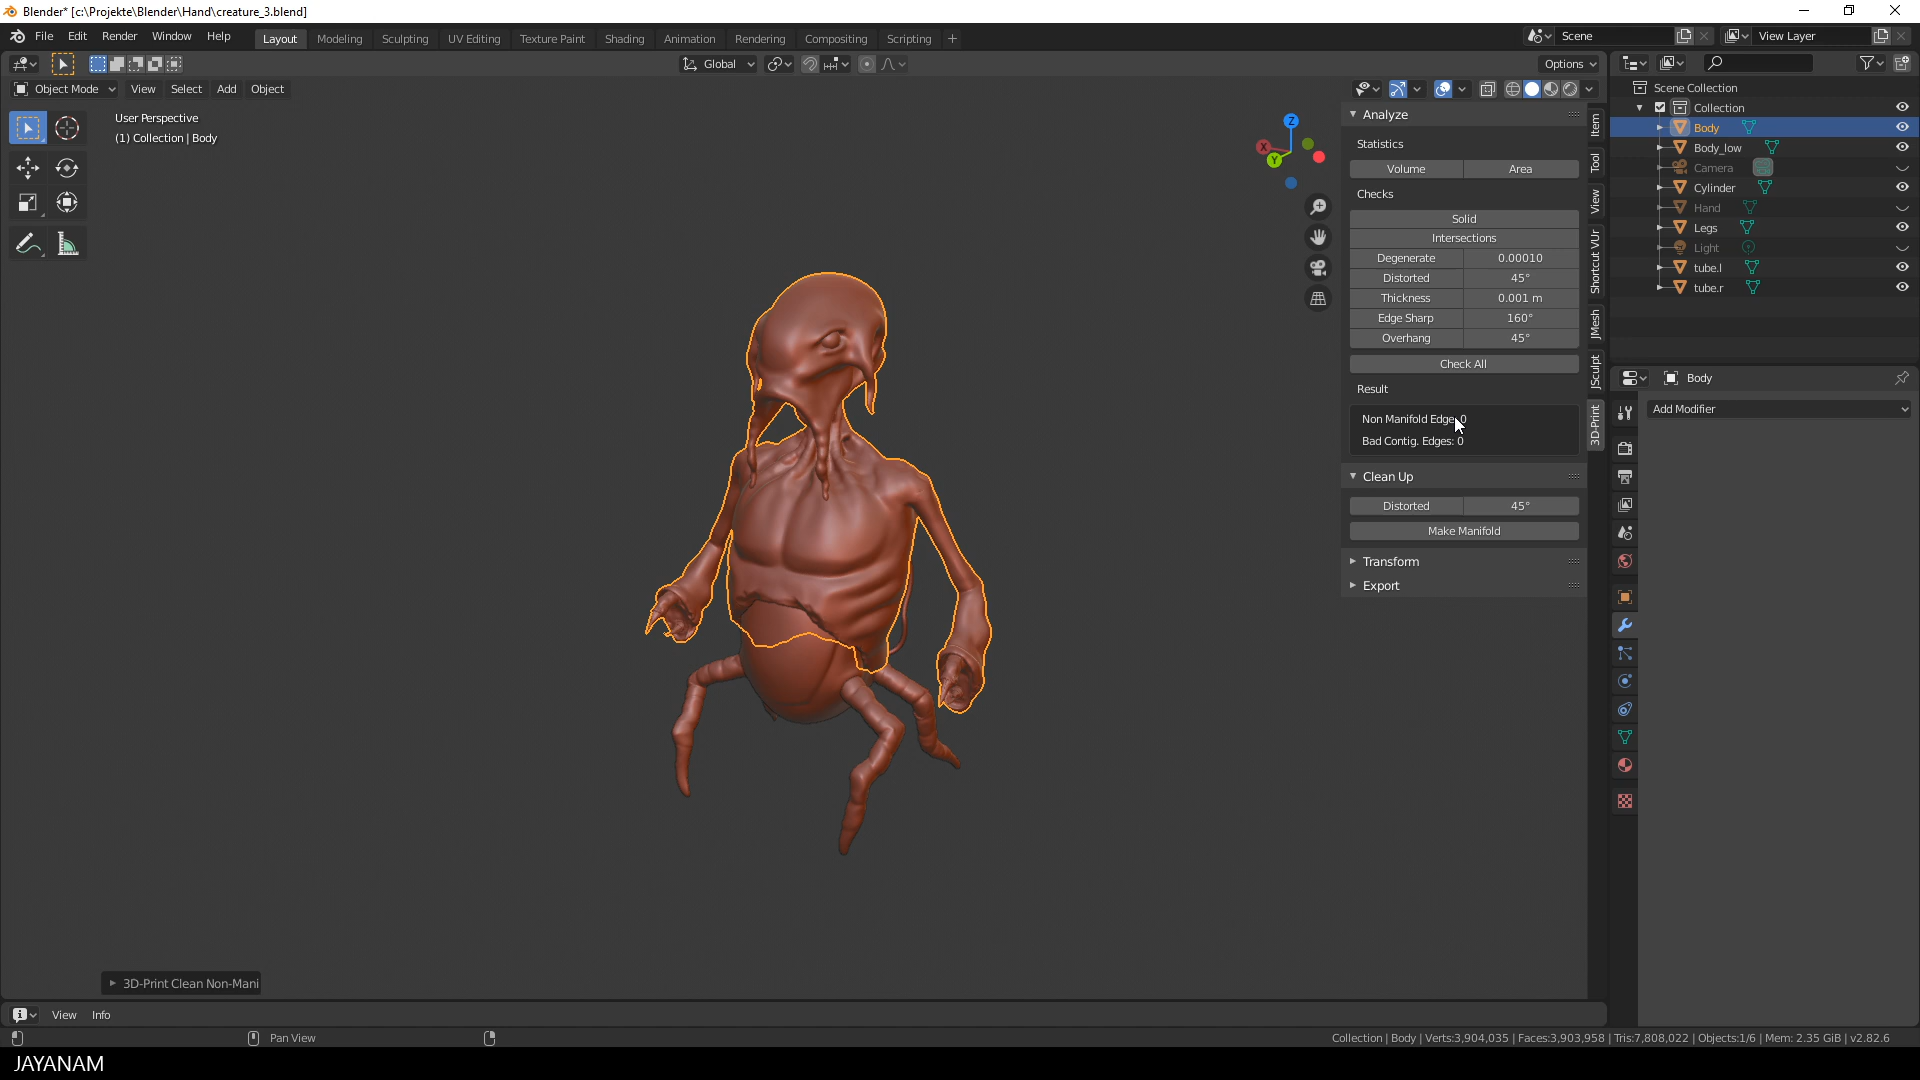 Blender* [c:\Projekte\Blender\Hand\creature_3.blend]
File Edit Render Window Help
Layout Modeling Sculpting UV Editing Texture Paint Shading Animation Rendering Compositing Scripting +
Scene
View Layer
Global
Options
Object Mode View Select Add Object
User Perspective
(1) Collection | Body
Z
X
Y
Analyze
Statistics
Volume Area
Checks
Solid
Intersections
Degenerate 0.00010
Distorted 45°
Thickness 0.001 m
Edge Sharp 160°
Overhang 45°
Check All
Result
Non Manifold Edge: 0
Bad Contig. Edges: 0
Clean Up
Distorted 45°
Make Manifold
Transform
Export
Item
Tool
View
Shortcut VUr
JMesh
JSculpt
3D-Print
Scene Collection
Collection
Body
Body_low
Camera
Cylinder
Hand
Legs
Light
tube.l
tube.r
Body
Add Modifier
3D-Print Clean Non-Mani
View Info
Pan View
Collection | Body | Verts:3,904,035 | Faces:3,903,958 | Tris:7,808,022 | Objects:1/6 | Mem: 2.35 GiB | v2.82.6
JAYANAM